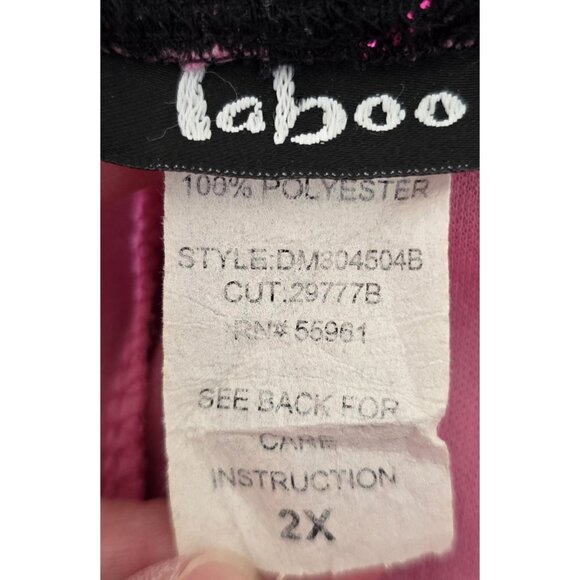 taboo
100% POLYESTER
STYLE:DM804504B
CUT:29777B
RN# 55961
SEE BACK FOR
CARE
INSTRUCTION
2X